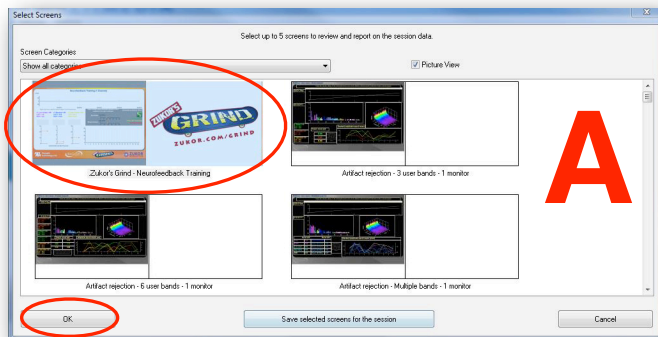 Select Screens
Select up to 5 screens to review and report on the session data.
Screen Categories
Show all categories
Picture View
ZUKOR'S
GRIND
ZUKOR.COM/GRIND
.Zukor's Grind - Neurofeedback Training
Artifact rejection - 3 user bands - 1 monitor
A
Artifact rejection - 6 user bands - 1 monitor
Artifact rejection - Multiple bands - 1 monitor
OK
Save selected screens for the session
Cancel